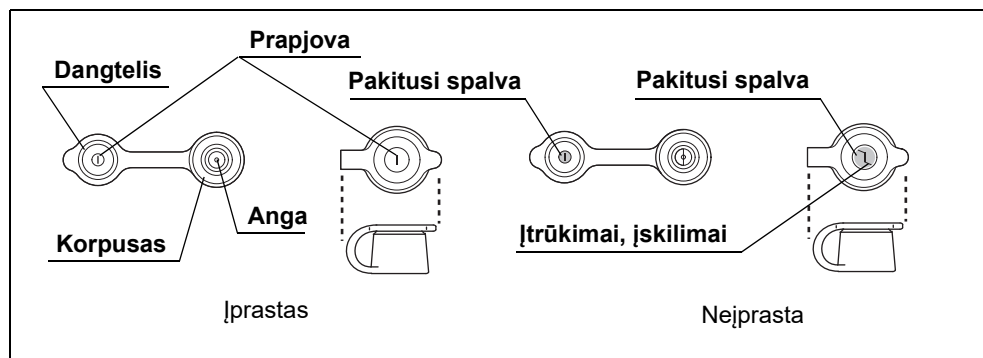 Prapjova
Dangtelis
Pakitusi spalva
Pakitusi spalva
Anga
Korpusas
Įtrūkimai, įskilimai
Įprastas
Neįprasta